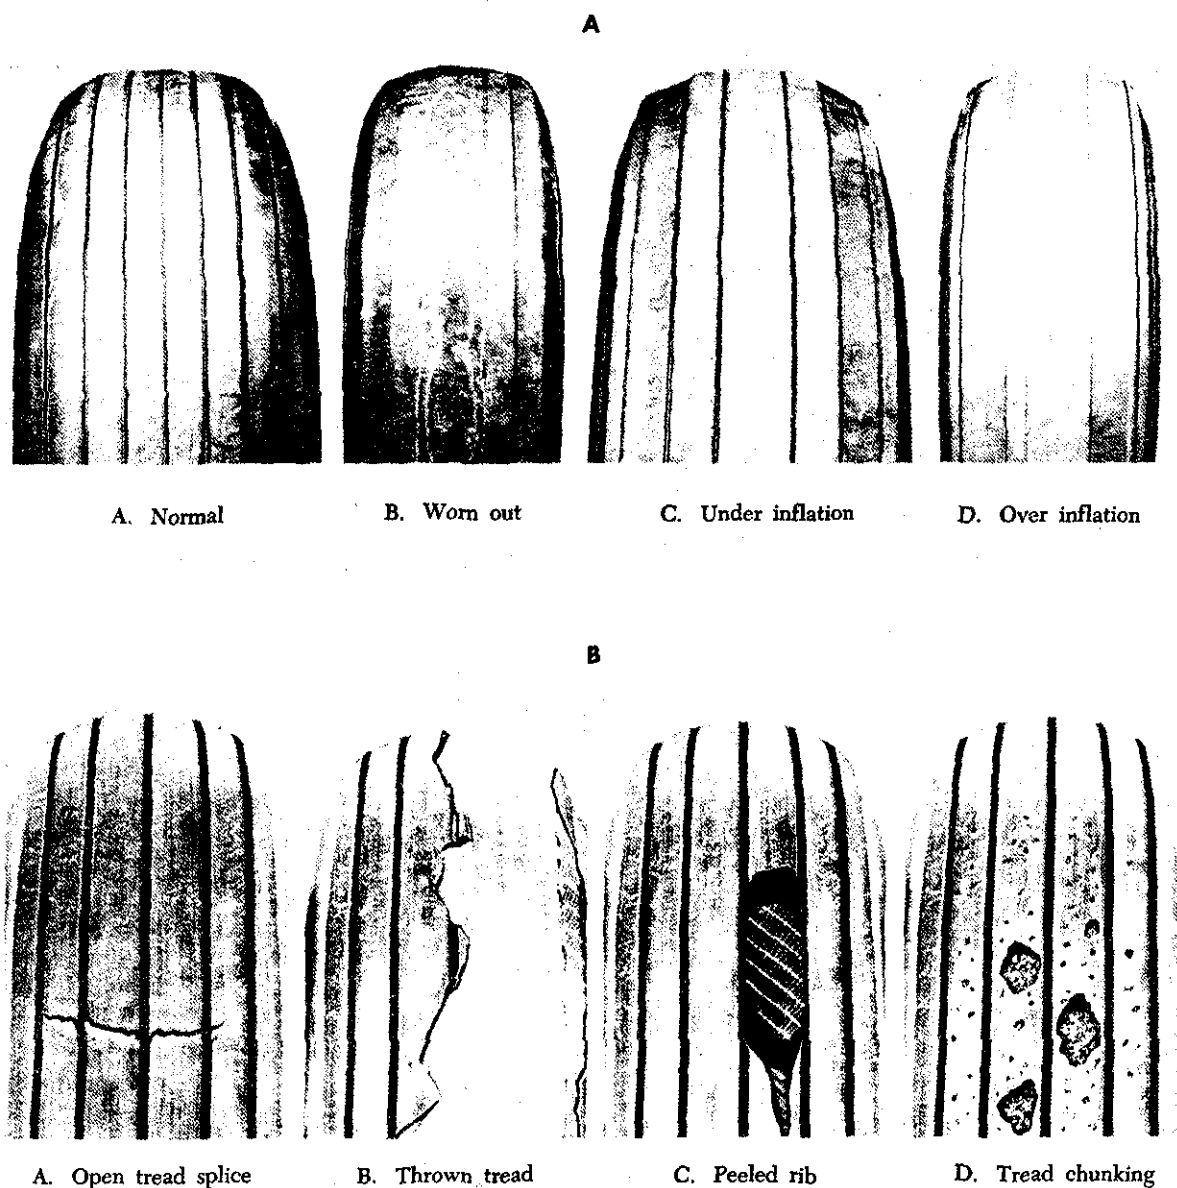 A
A. Normal
B. Worn out
C. Under inflation
D. Over inflation
B
A. Open tread splice
B. Thrown tread
C. Peeled rib
D. Tread chunking